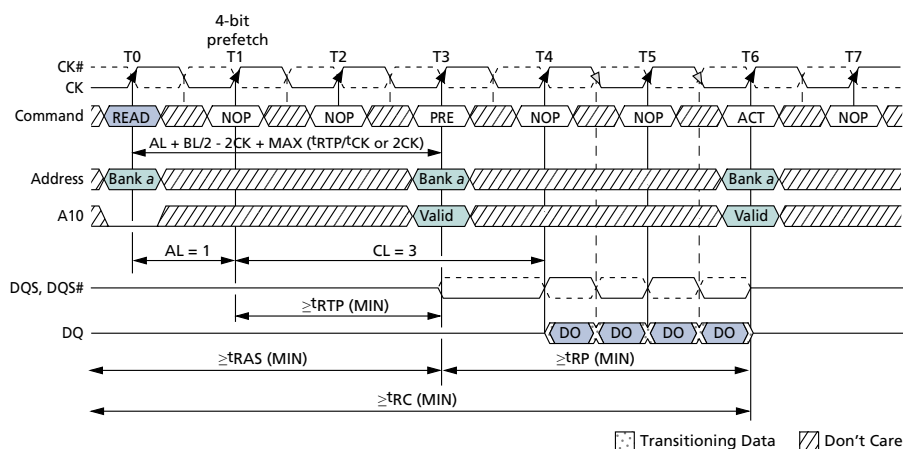 4-bit
prefetch
T0 T1 T2 T3 T4 T5 T6 T7
CK#
CK
Command READ NOP NOP PRE NOP NOP ACT NOP
AL + BL/2 - 2CK + MAX (tRTP/tCK or 2CK)
Address Bank a Bank a Bank a
A10 Valid Valid
AL = 1 CL = 3
DQS, DQS#
≥tRTP (MIN)
DQ DO DO DO DO
≥tRAS (MIN) ≥tRP (MIN)
≥tRC (MIN)
Transitioning Data Don't Care